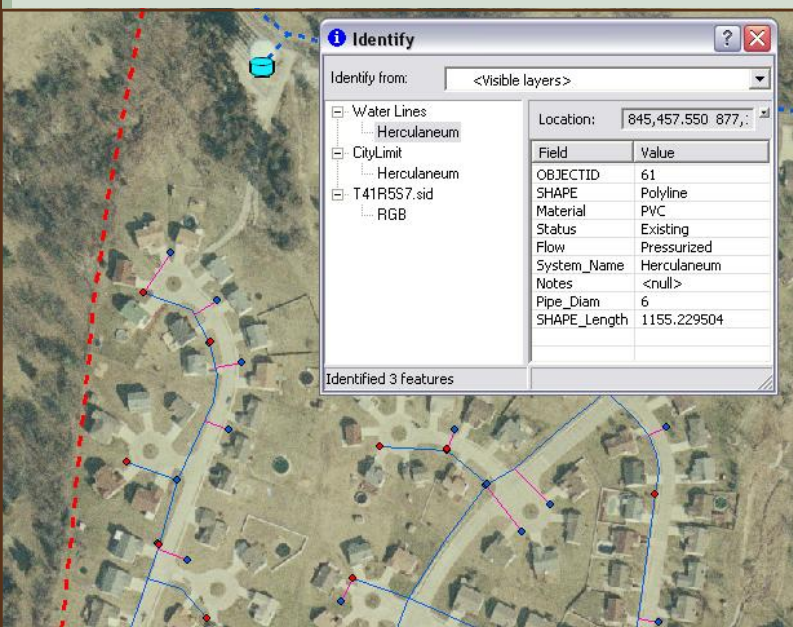 Identify
Identify from: <Visible layers>
Water Lines
Herculaneum
CityLimit
Herculaneum
T41R5S7.sid
RGB
Location: 845,457.550 877,
Field Value
OBJECTID 61
SHAPE Polyline
Material PVC
Status Existing
Flow Pressurized
System_Name Herculaneum
Notes <null>
Pipe_Diam 6
SHAPE_Length 1155.229504
Identified 3 features